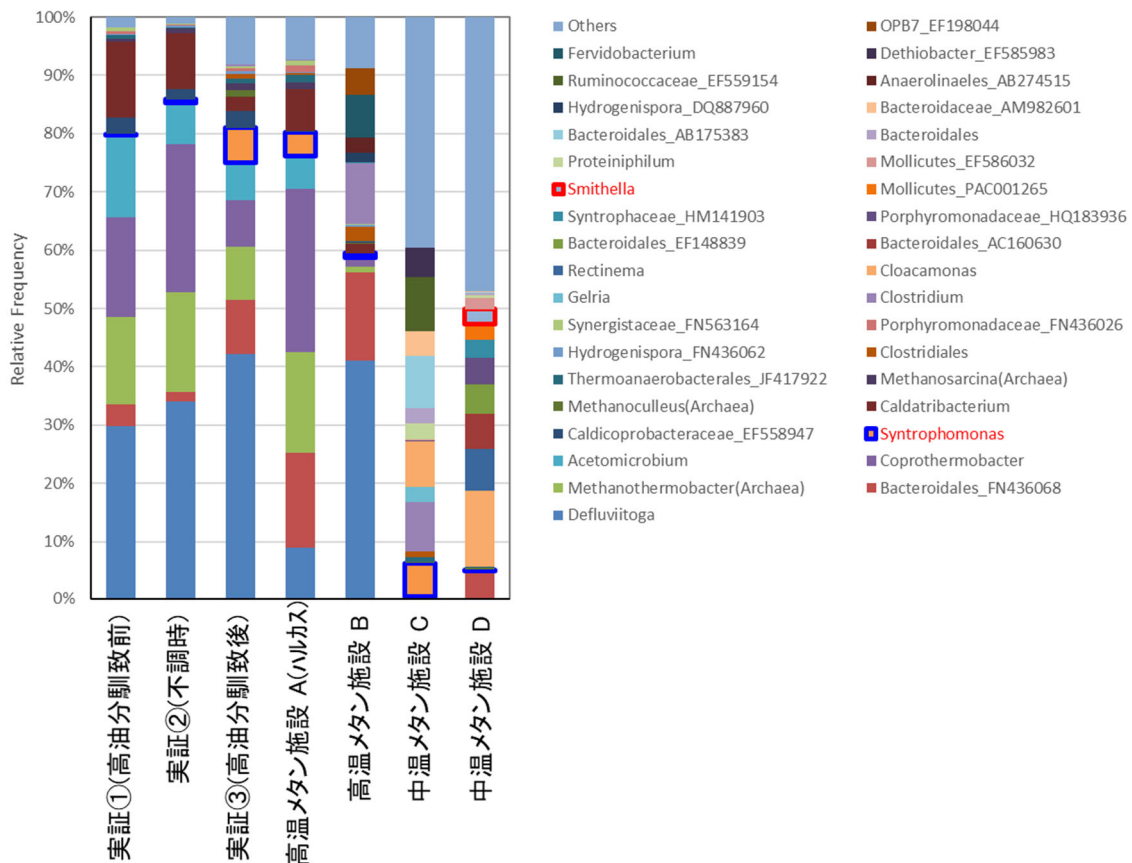 100%
90%
80%
70%
60%
50%
40%
30%
20%
10%
0%
Relative Frequency
実証①(高油分馴致前)
実証②(不調時)
実証③(高油分馴致後)
高温メタン施設 A(ハルカス)
高温メタン施設 B
中温メタン施設 C
中温メタン施設 D
Others
Fervidobacterium
Ruminococcaceae_EF559154
Hydrogenispora_DQ887960
Bacteroidales_AB175383
Proteiniphilum
Smithella
Syntrophaceae_HM141903
Bacteroidales_EF148839
Rectinema
Gelria
Synergistaceae_FN563164
Hydrogenispora_FN436062
Thermoanaerobacterales_JF417922
Methanoculleus(Archaea)
Caldicoprobacteraceae_EF558947
Acetomicrobium
Methanothermobacter(Archaea)
Defluviitoga
OPB7_EF198044
Dethiobacter_EF585983
Anaerolinaeles_AB274515
Bacteroidaceae_AM982601
Bacteroidales
Mollicutes_EF586032
Mollicutes_PAC001265
Porphyromonadaceae_HQ183936
Bacteroidales_AC160630
Cloacamonas
Clostridium
Porphyromonadaceae_FN436026
Clostridiales
Methanosarcina(Archaea)
Caldatribacterium
Syntrophomonas
Coprothermobacter
Bacteroidales_FN436068